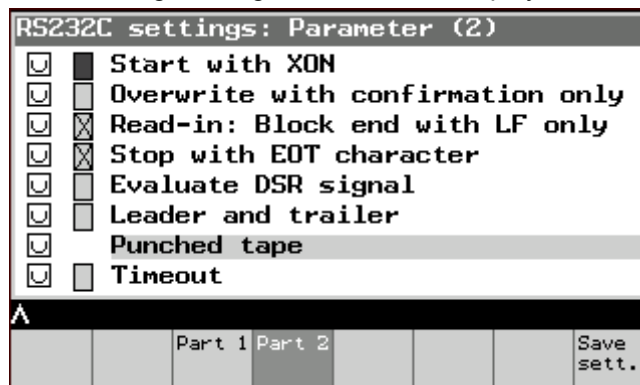 RS232C settings: Parameter (2)
Start with XON
Overwrite with confirmation only
Read-in: Block end with LF only
Stop with EOT character
Evaluate DSR signal
Leader and trailer
Punched tape
Timeout
Part 1 Part 2 Save
sett.